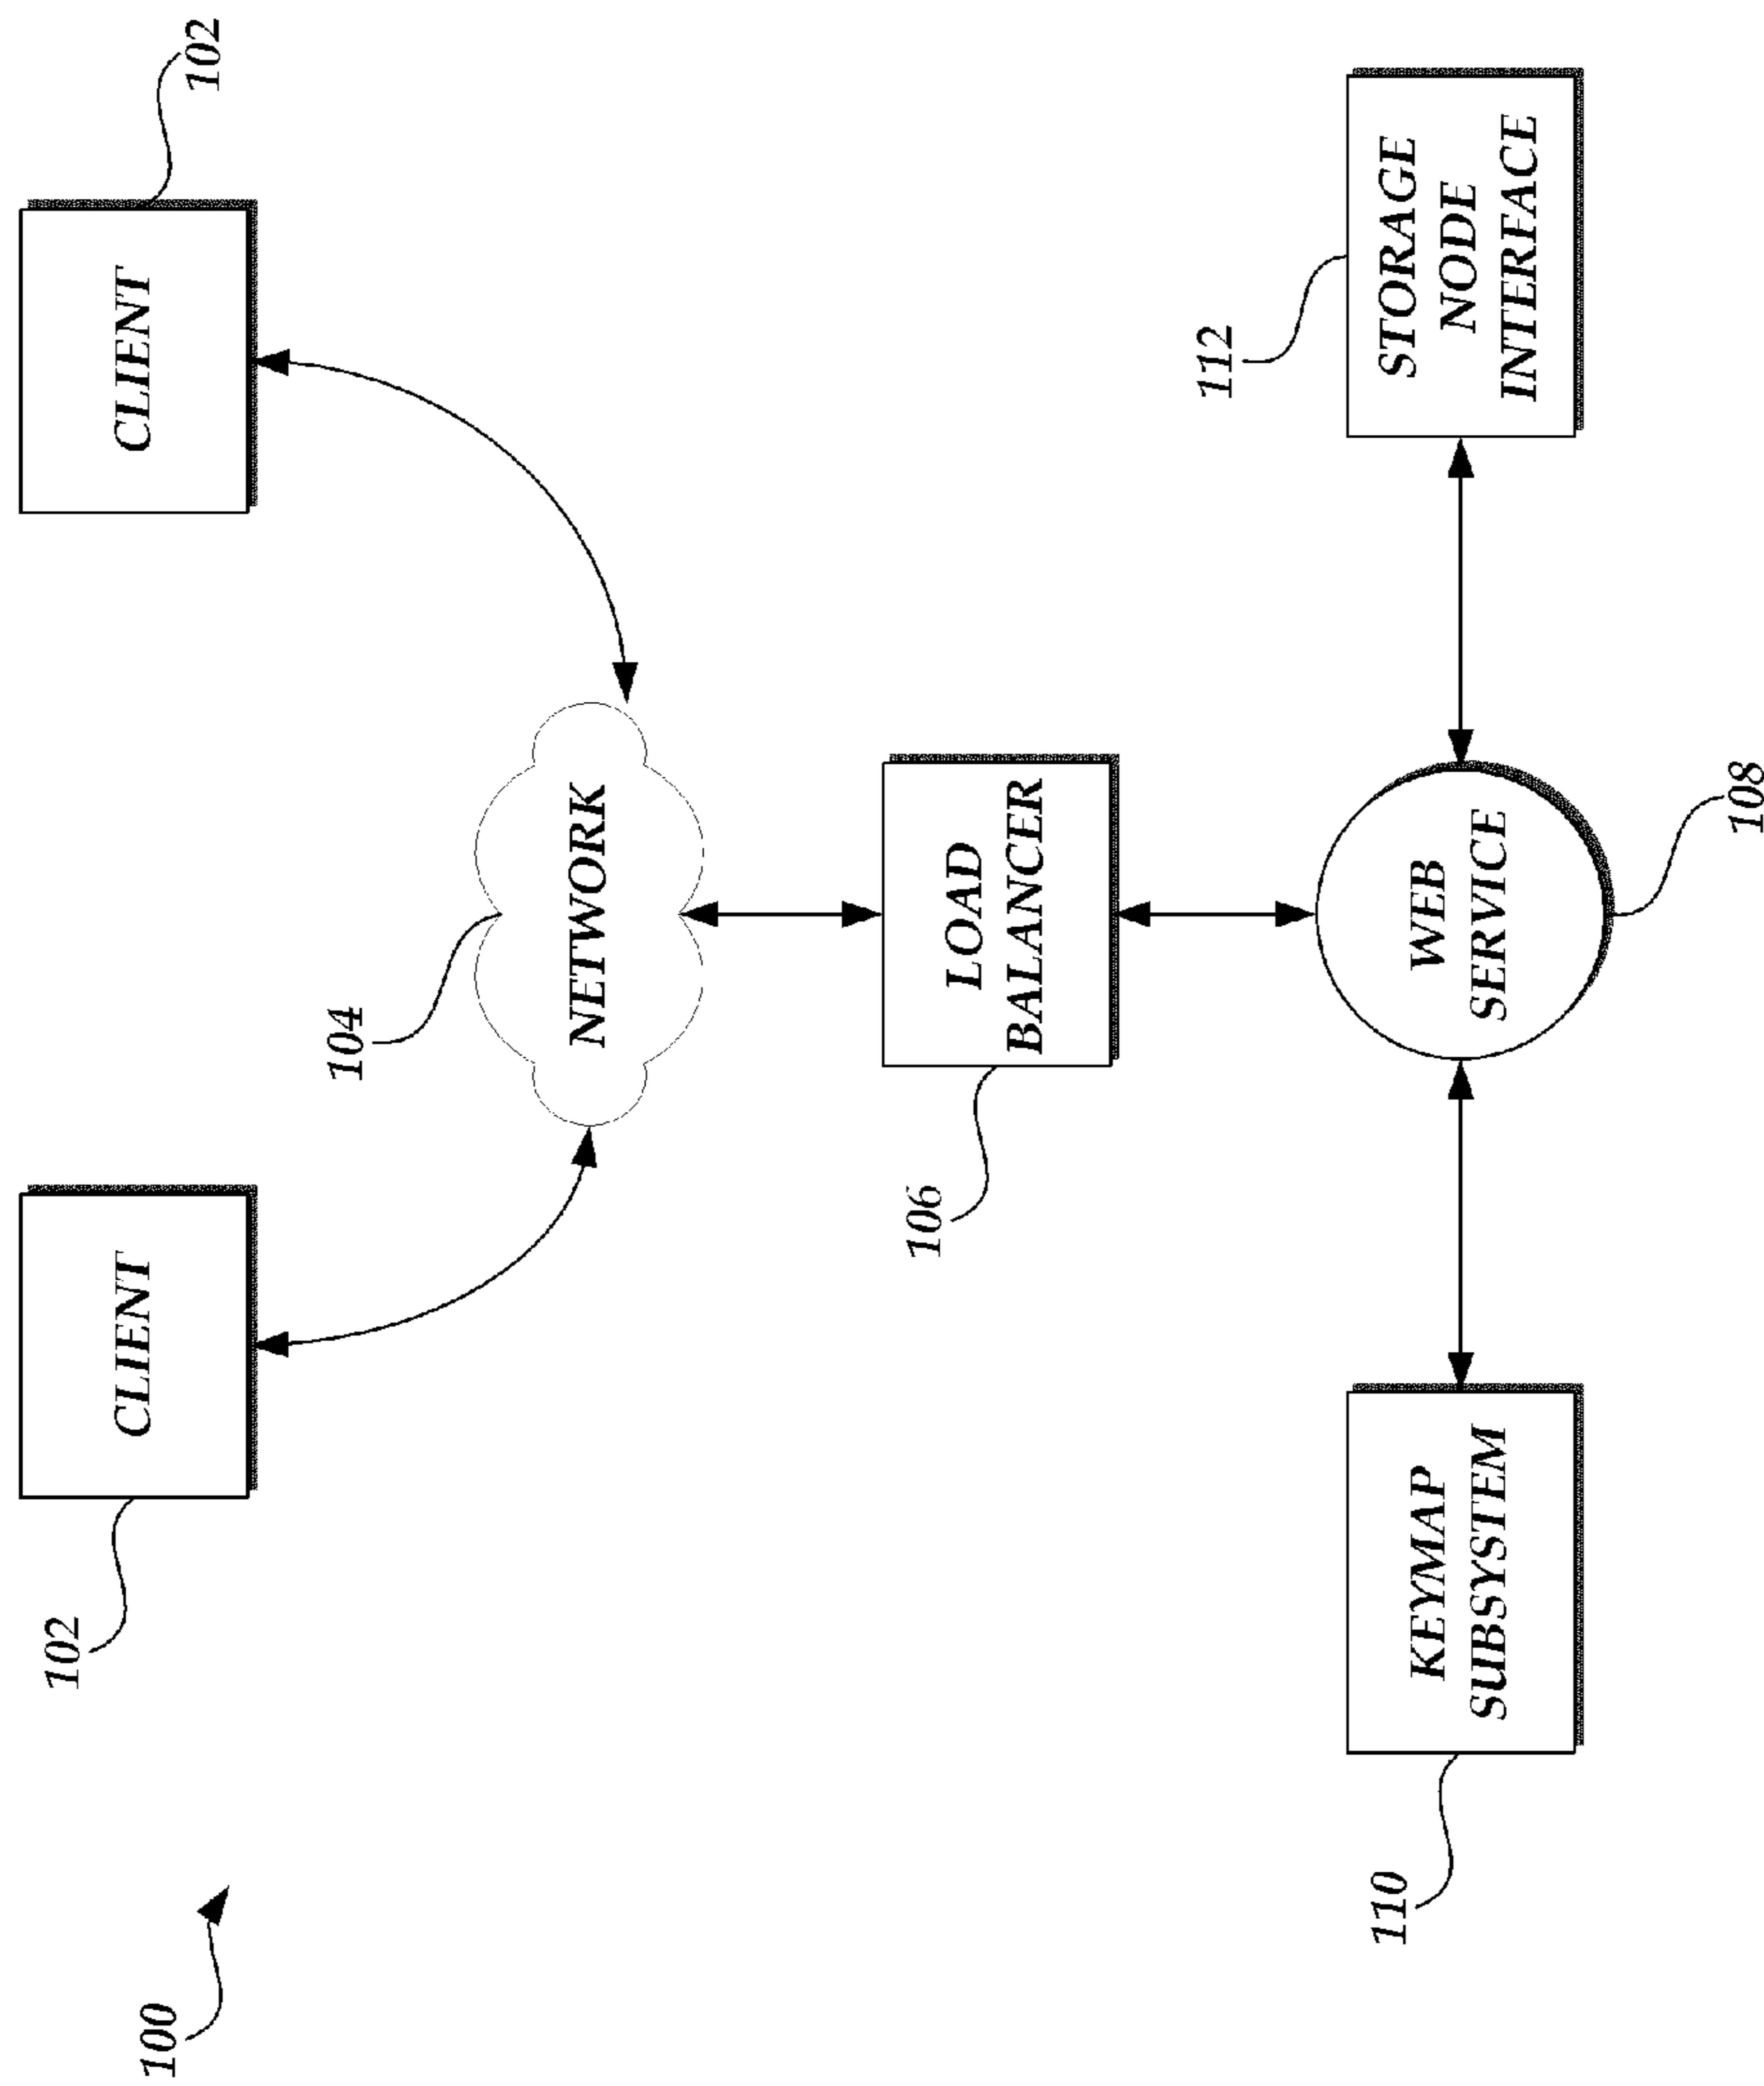 100
102
CLIENT
CLIENT
102
104
NETWORK
106
LOAD
BALANCER
112
110
KEYMAP
SUBSYSTEM
WEB
SERVICE
STORAGE
NODE
INTERFACE
108